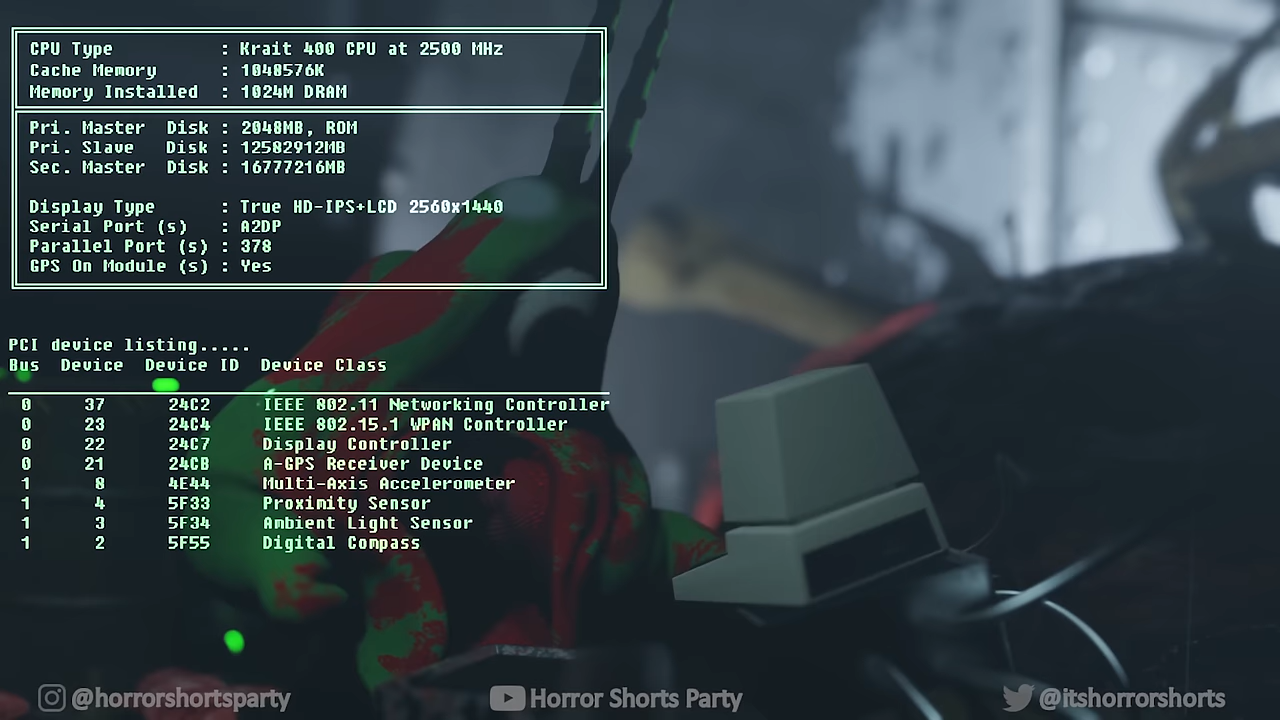 CPU Type : Krait 400 CPU at 2500 MHz
Cache Memory : 1048576K
Memory Installed : 1024M DRAM
Pri. Master Disk : 2048MB, ROM
Pri. Slave Disk : 12582912MB
Sec. Master Disk : 16777216MB
Display Type : True HD-IPS+LCD 2560x1440
Serial Port (s) : A2DP
Parallel Port (s) : 378
GPS On Module (s) : Yes
PCI device listing.....
Bus Device Device ID Device Class
0 37 24C2 IEEE 802.11 Networking Controller
0 23 24C4 IEEE 802.15.1 WPAN Controller
0 22 24C7 Display Controller
0 21 24CB A-GPS Receiver Device
1 8 4E44 Multi-Axis Accelerometer
1 4 5F33 Proximity Sensor
1 3 5F34 Ambient Light Sensor
1 2 5F55 Digital Compass
@horrorshortsparty
Horror Shorts Party
@itshorrorshorts